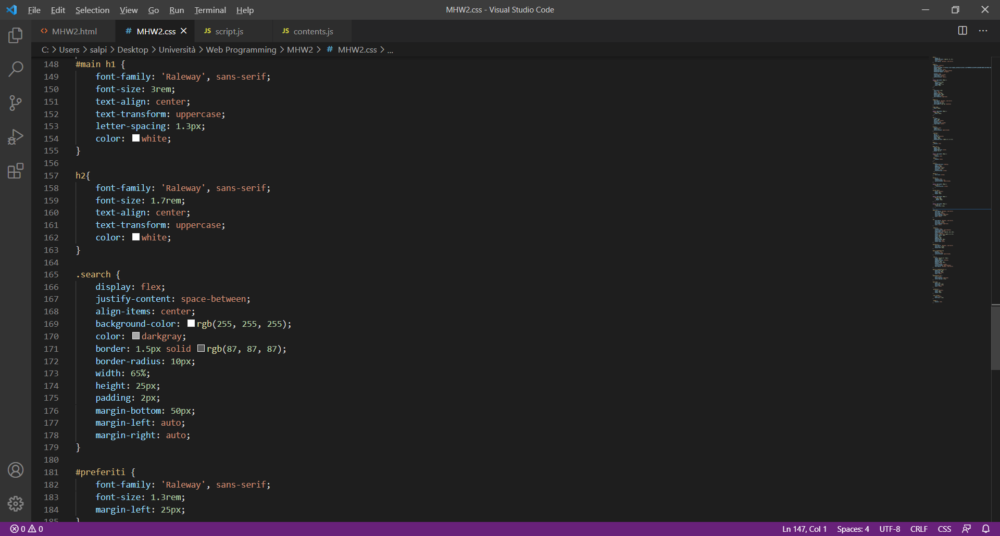 File Edit Selection View Go Run Terminal Help MHW2.css - Visual Studio Code
<> MHW2.html # MHW2.css JS script.js JS contents.js
C: > Users > salpi > Desktop > Università > Web Programming > MHW2 > # MHW2.css > ...
148 #main h1 {
149 font-family: 'Raleway', sans-serif;
150 font-size: 3rem;
151 text-align: center;
152 text-transform: uppercase;
153 letter-spacing: 1.3px;
154 color: white;
155 }
156
157 h2{
158 font-family: 'Raleway', sans-serif;
159 font-size: 1.7rem;
160 text-align: center;
161 text-transform: uppercase;
162 color: white;
163 }
164
165 .search {
166 display: flex;
167 justify-content: space-between;
168 align-items: center;
169 background-color: rgb(255, 255, 255);
170 color: darkgray;
171 border: 1.5px solid rgb(87, 87, 87);
172 border-radius: 10px;
173 width: 65%;
174 height: 25px;
175 padding: 2px;
176 margin-bottom: 50px;
177 margin-left: auto;
178 margin-right: auto;
179 }
180
181 #preferiti {
182 font-family: 'Raleway', sans-serif;
183 font-size: 1.3rem;
184 margin-left: 25px;
185 }
0 0 Ln 147, Col 1 Spaces: 4 UTF-8 CRLF CSS